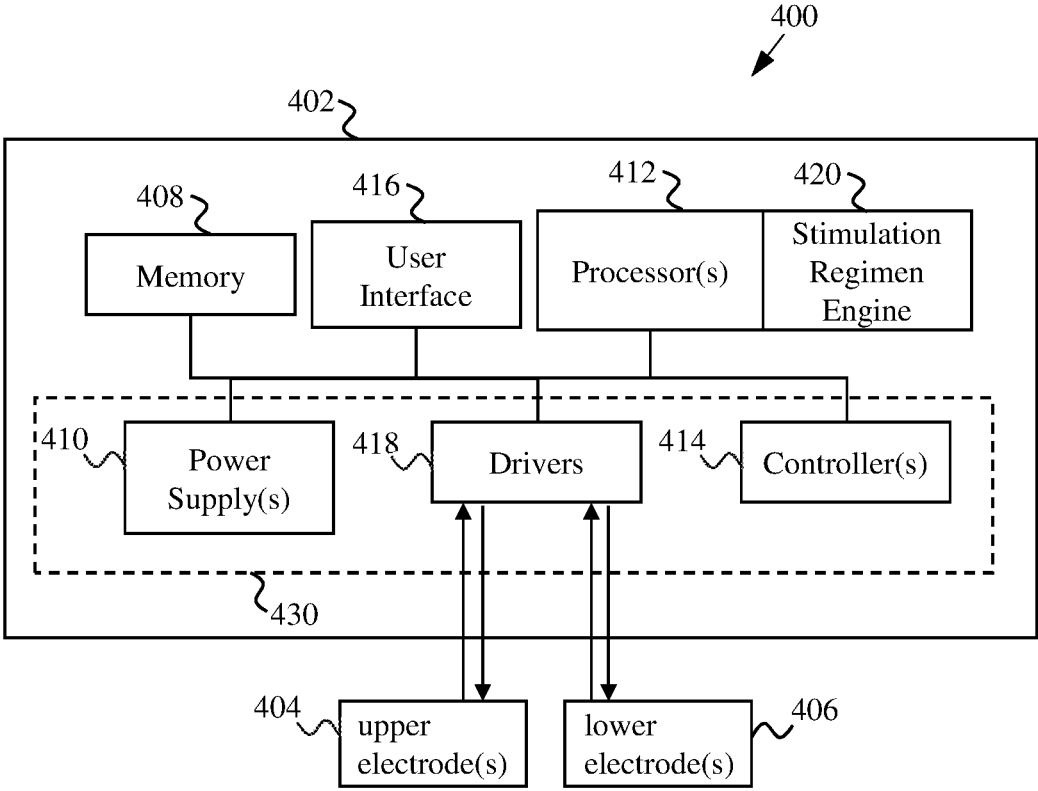 400
402
408
416
412
420
Memory
User
Interface
Processor(s)
Stimulation
Regimen
Engine
410
Power
Supply(s)
418
Drivers
414
Controller(s)
430
404
upper
electrode(s)
lower
electrode(s)
406